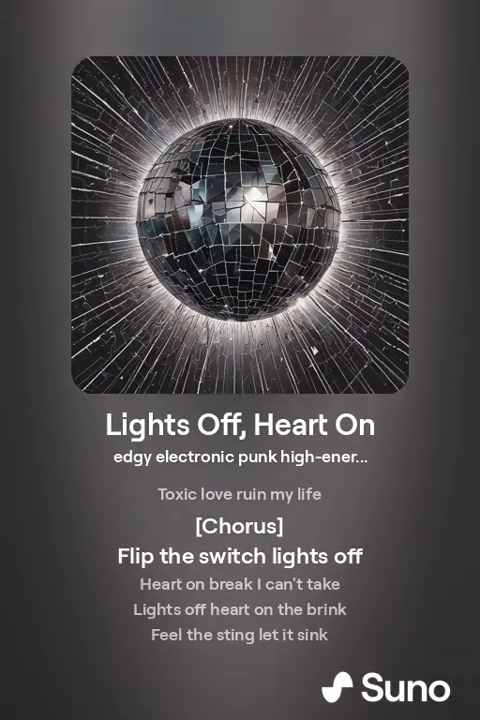 Lights Off, Heart On
edgy electronic punk high-ener...
Toxic love ruin my life
[Chorus]
Flip the switch lights off
Heart on break I can't take
Lights off heart on the brink
Feel the sting let it sink
Suno